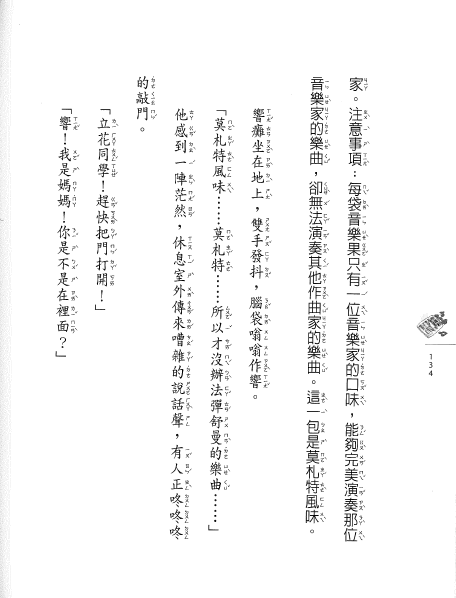 家。注意事項：每袋音樂果只有一位音樂家的口味，能夠完美演奏那位
音樂家的樂曲，卻無法演奏其他作曲家的樂曲。這一包是莫札特風味。
響癱坐在地上，雙手發抖，腦袋嗡嗡作響。
「莫札特風味……莫札特……所以才沒辦法彈舒曼的樂曲……」
他感到一陣茫然，休息室外傳來嘈雜的說話聲，有人正咚咚咚
的敲門。
「立花同學！趕快把門打開！」
「響！我是媽媽！你是不是在裡面？」
134